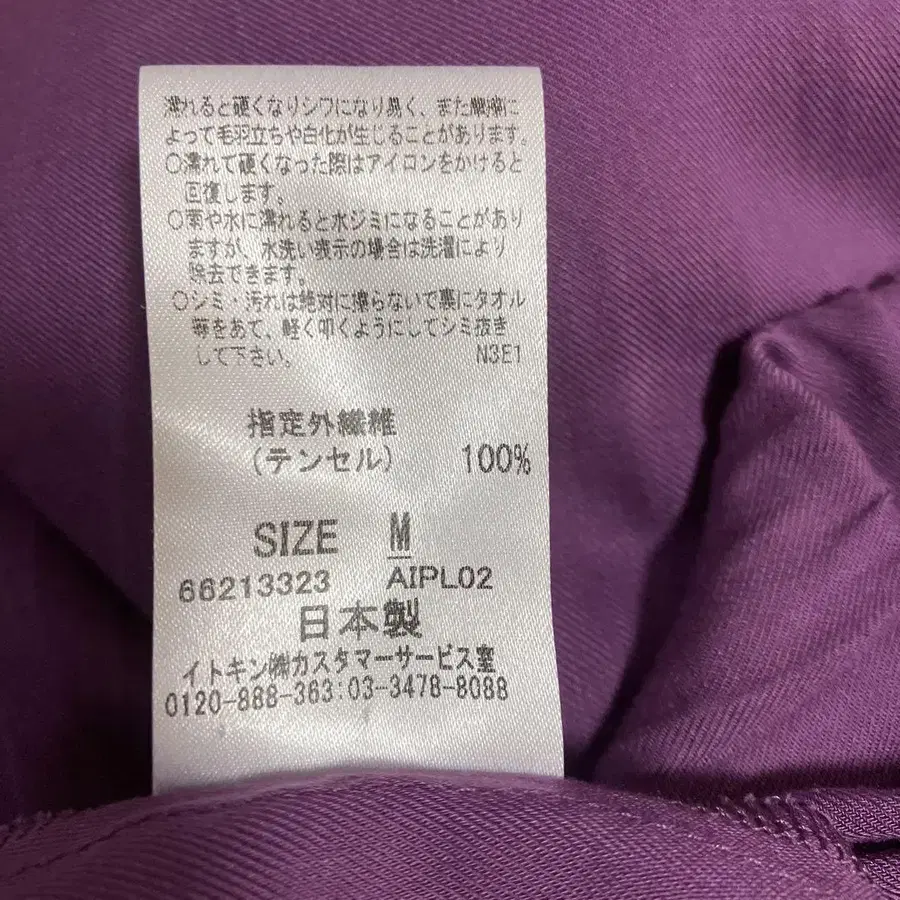 濡れると硬くなりシワになり易く、また摩擦に
よって毛羽立ちや白化が生じることがあります。
○濡れて硬くなった際はアイロンをかけると
回復します。
○雨や水に濡れると水ジミになることがあり
ますが、水洗い表示の場合は洗濯により
除去できます。
○シミ・汚れは絶対に擦らないで裏にタオル
等をあて、軽く叩くようにしてシミ抜き
して下さい。 N3E1
指定外繊維
(テンセル) 100%
SIZE M
66213323 AIPL02
日本製
イトキン㈱カスタマーサービス室
0120-888-363:03-3478-8088